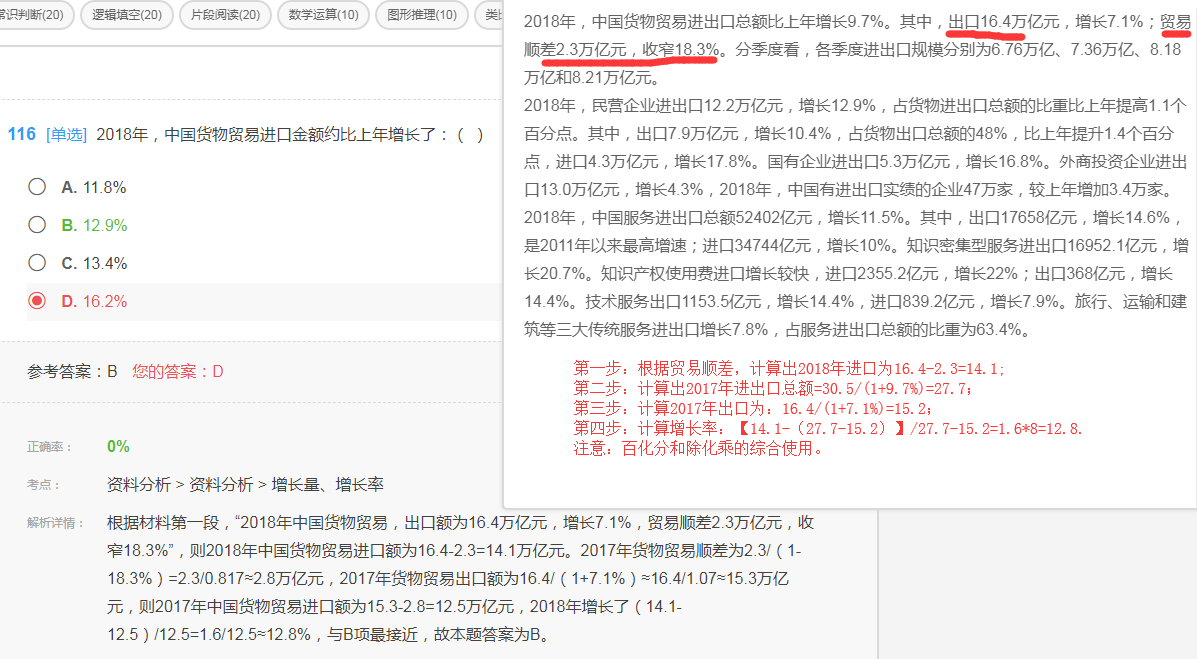 常识判断(20) 逻辑填空(20) 片段阅读(20) 数学运算(10) 图形推理(10) 类比
116 [单选] 2018年，中国货物贸易进口金额约比上年增长了：（ ）
A. 11.8%
B. 12.9%
C. 13.4%
D. 16.2%
参考答案：B 您的答案：D
正确率： 0%
考点： 资料分析 > 资料分析 > 增长量、增长率
解析详情： 根据材料第一段，“2018年中国货物贸易，出口额为16.4万亿元，增长7.1%，贸易顺差2.3万亿元，收
窄18.3%”，则2018年中国货物贸易进口额为16.4-2.3=14.1万亿元。2017年货物贸易顺差为2.3/（1-
18.3%）=2.3/0.817≈2.8万亿元，2017年货物贸易出口额为16.4/（1+7.1%）≈16.4/1.07≈15.3万亿
元，则2017年中国货物贸易进口额为15.3-2.8=12.5万亿元，2018年增长了（14.1-
12.5）/12.5=1.6/12.5≈12.8%，与B项最接近，故本题答案为B。
2018年，中国货物贸易进出口总额比上年增长9.7%。其中，出口16.4万亿元，增长7.1%；贸易
顺差2.3万亿元，收窄18.3%。分季度看，各季度进出口规模分别为6.76万亿、7.36万亿、8.18
万亿和8.21万亿元。
2018年，民营企业进出口12.2万亿元，增长12.9%，占货物进出口总额的比重比上年提高1.1个
百分点。其中，出口7.9万亿元，增长10.4%，占货物出口总额的48%，比上年提升1.4个百分
点，进口4.3万亿元，增长17.8%。国有企业进出口5.3万亿元，增长16.8%。外商投资企业进出
口13.0万亿元，增长4.3%，2018年，中国有进出口实绩的企业47万家，较上年增加3.4万家。
2018年，中国服务进出口总额52402亿元，增长11.5%。其中，出口17658亿元，增长14.6%，
是2011年以来最高增速；进口34744亿元，增长10%。知识密集型服务进出口16952.1亿元，增
长20.7%。知识产权使用费进口增长较快，进口2355.2亿元，增长22%；出口368亿元，增长
14.4%。技术服务出口1153.5亿元，增长14.4%，进口839.2亿元，增长7.9%。旅行、运输和建
筑等三大传统服务进出口增长7.8%，占服务进出口总额的比重为63.4%。
第一步：根据贸易顺差，计算出2018年进口为16.4-2.3=14.1；
第二步：计算出2017年进出口总额=30.5/(1+9.7%)=27.7；
第三步：计算2017年出口为：16.4/(1+7.1%)=15.2；
第四步：计算增长率：【14.1-（27.7-15.2）】/27.7-15.2=1.6*8=12.8.
注意：百化分和除化乘的综合使用。